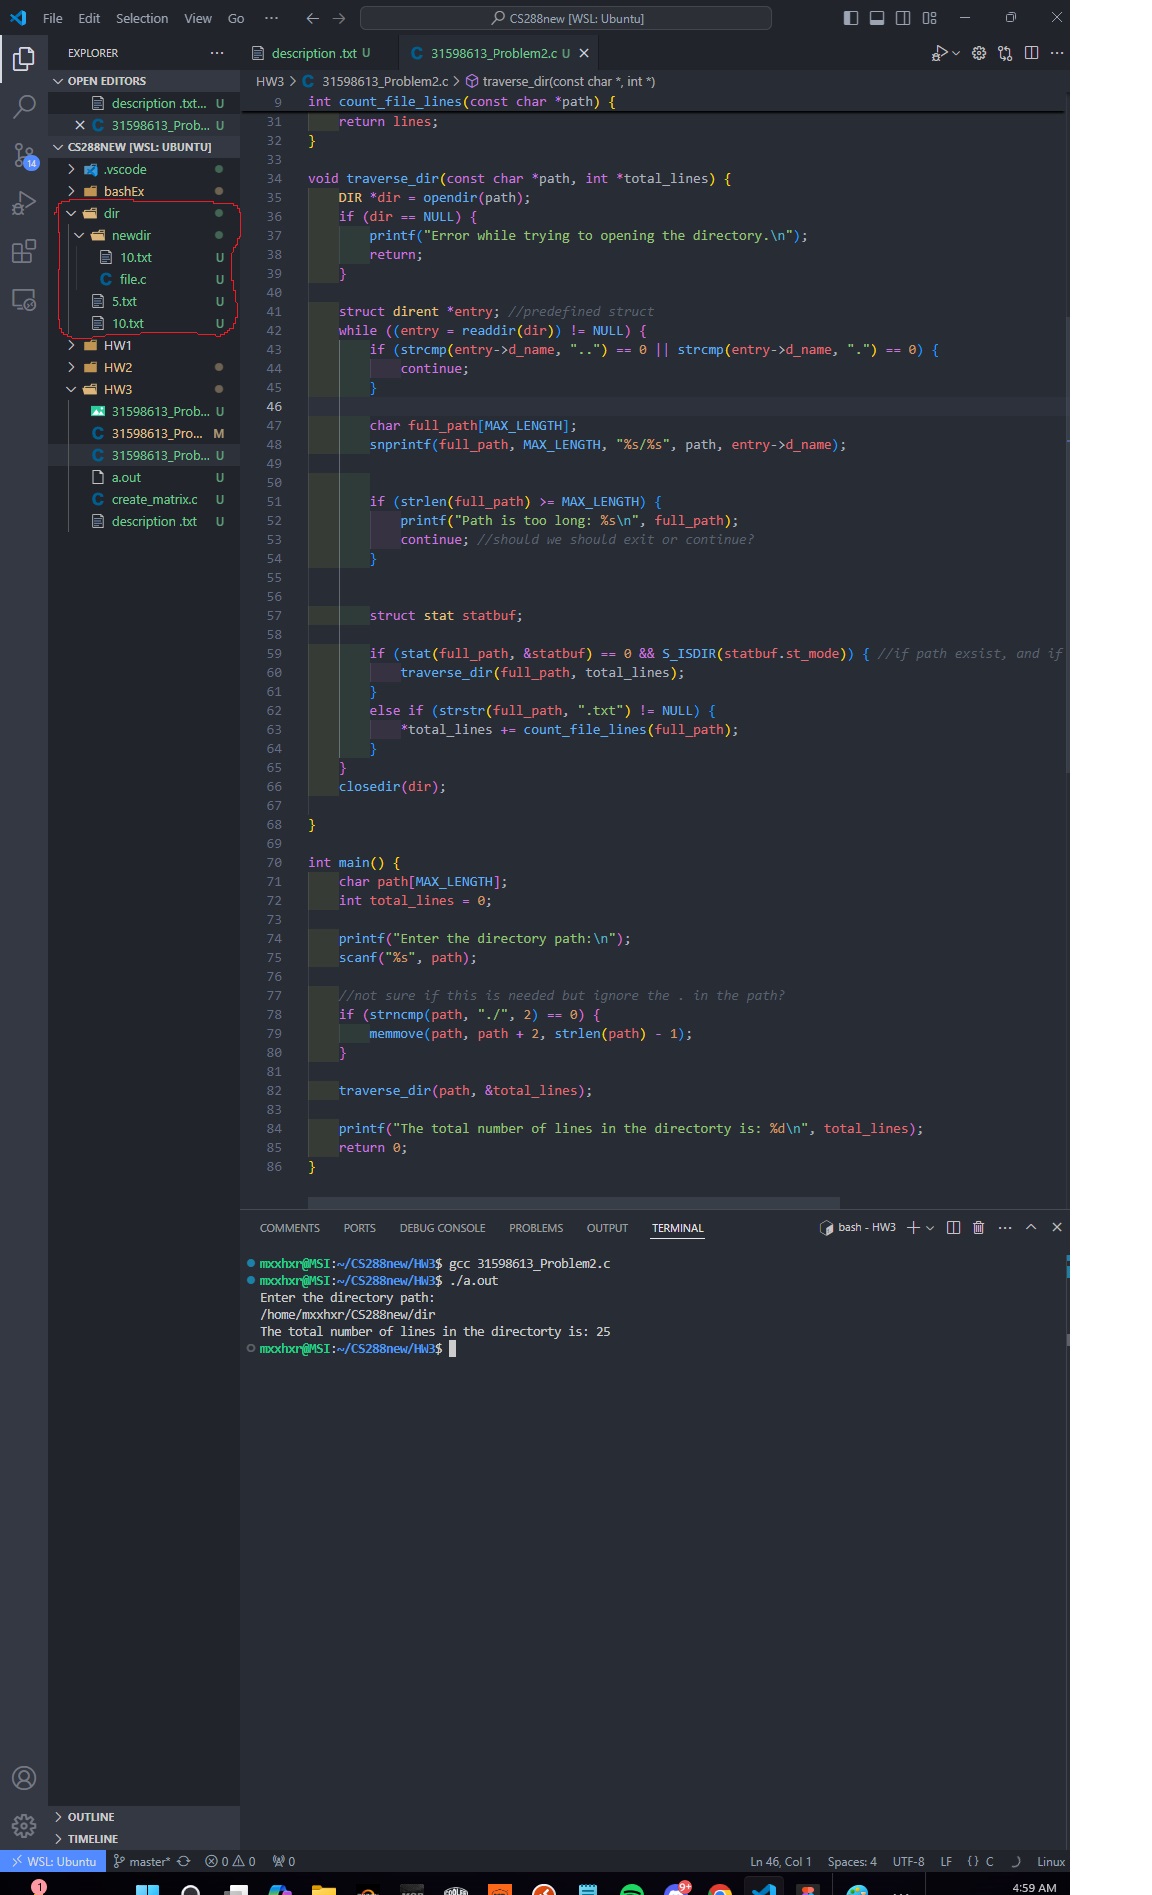 File Edit Selection View Go ··· CS288new [WSL: Ubuntu]
EXPLORER ···
description .txt U 31598613_Problem2.c U
OPEN EDITORS
description .txt... U
31598613_Prob... U
CS288NEW [WSL: UBUNTU]
14
.vscode
bashEx
dir
newdir
10.txt U
file.c U
5.txt U
10.txt U
HW1
HW2
HW3
31598613_Prob... U
31598613_Pro... M
31598613_Prob... U
a.out U
create_matrix.c U
description .txt U
OUTLINE
TIMELINE
HW3 > 31598613_Problem2.c > traverse_dir(const char *, int *)
9 int count_file_lines(const char *path) {
31 return lines;
32 }
33
34 void traverse_dir(const char *path, int *total_lines) {
35 DIR *dir = opendir(path);
36 if (dir == NULL) {
37 printf("Error while trying to opening the directory.\n");
38 return;
39 }
40
41 struct dirent *entry; //predefined struct
42 while ((entry = readdir(dir)) != NULL) {
43 if (strcmp(entry->d_name, "..") == 0 || strcmp(entry->d_name, ".") == 0) {
44 continue;
45 }
46
47 char full_path[MAX_LENGTH];
48 snprintf(full_path, MAX_LENGTH, "%s/%s", path, entry->d_name);
49
50
51 if (strlen(full_path) >= MAX_LENGTH) {
52 printf("Path is too long: %s\n", full_path);
53 continue; //should we should exit or continue?
54 }
55
56
57 struct stat statbuf;
58
59 if (stat(full_path, &statbuf) == 0 && S_ISDIR(statbuf.st_mode)) { //if path exsist, and if
60 traverse_dir(full_path, total_lines);
61 }
62 else if (strstr(full_path, ".txt") != NULL) {
63 *total_lines += count_file_lines(full_path);
64 }
65 }
66 closedir(dir);
67
68 }
69
70 int main() {
71 char path[MAX_LENGTH];
72 int total_lines = 0;
73
74 printf("Enter the directory path:\n");
75 scanf("%s", path);
76
77 //not sure if this is needed but ignore the . in the path?
78 if (strncmp(path, "./", 2) == 0) {
79 memmove(path, path + 2, strlen(path) - 1);
80 }
81
82 traverse_dir(path, &total_lines);
83
84 printf("The total number of lines in the directorty is: %d\n", total_lines);
85 return 0;
86 }
COMMENTS PORTS DEBUG CONSOLE PROBLEMS OUTPUT TERMINAL bash - HW3
mxxhxr@MSI:~/CS288new/HW3$ gcc 31598613_Problem2.c
mxxhxr@MSI:~/CS288new/HW3$ ./a.out
Enter the directory path:
/home/mxxhxr/CS288new/dir
The total number of lines in the directorty is: 25
mxxhxr@MSI:~/CS288new/HW3$
WSL: Ubuntu master* 0 0 0 Ln 46, Col 1 Spaces: 4 UTF-8 LF {} C Linux
1 9+ 4:59 AM